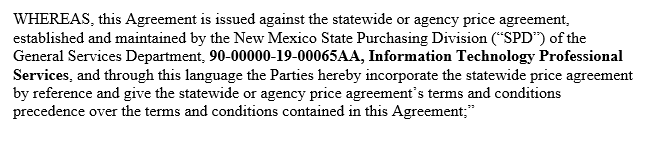 WHEREAS, this Agreement is issued against the statewide or agency price agreement,
established and maintained by the New Mexico State Purchasing Division (“SPD”) of the
General Services Department, 90-00000-19-00065AA, Information Technology Professional
Services, and through this language the Parties hereby incorporate the statewide price agreement
by reference and give the statewide or agency price agreement’s terms and conditions
precedence over the terms and conditions contained in this Agreement;”